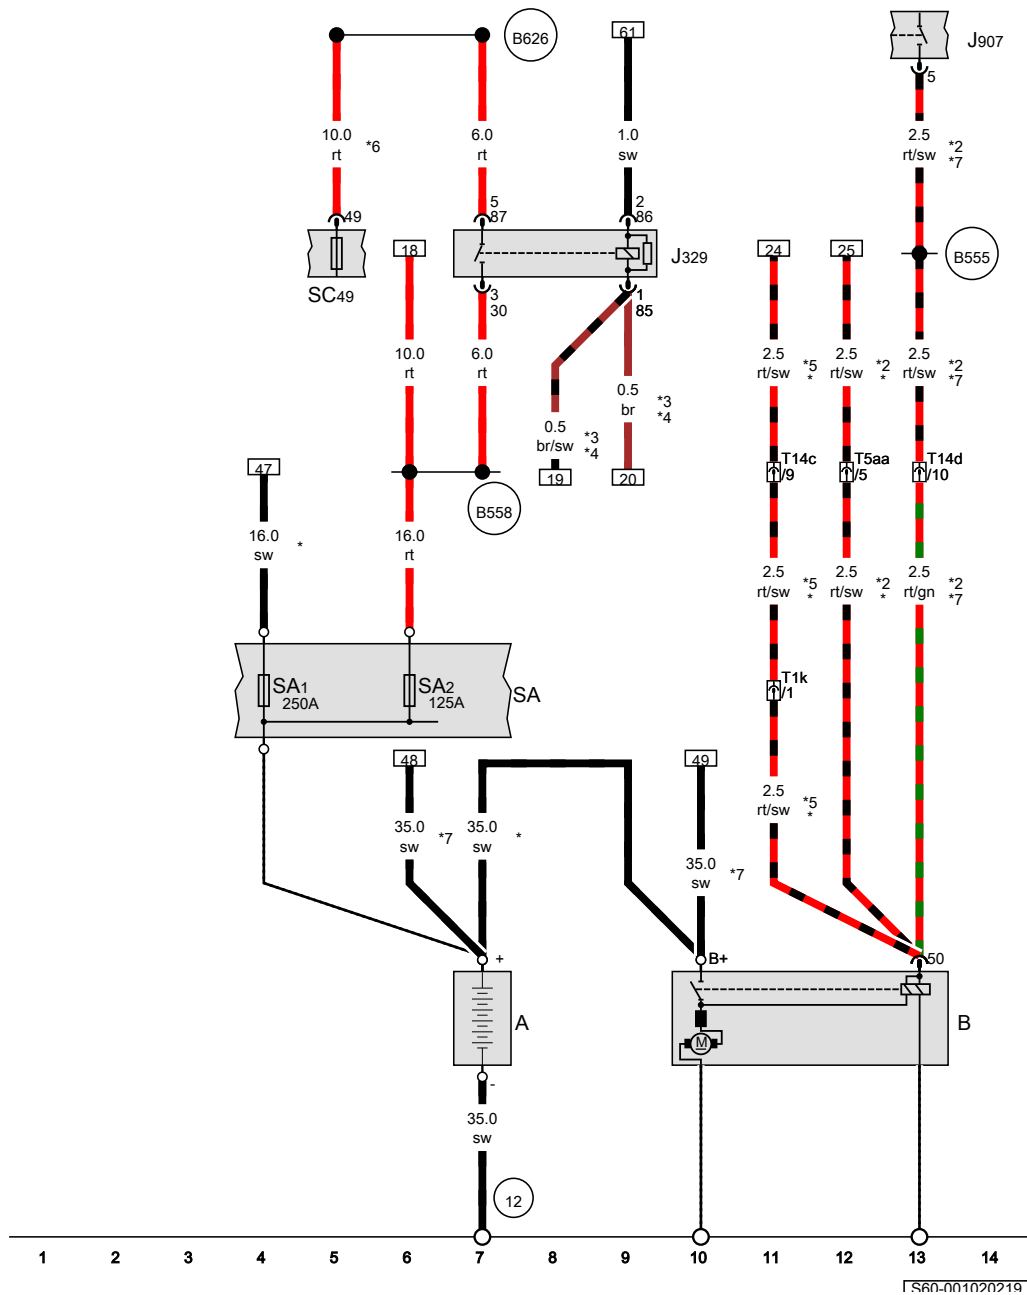 B626
61
J907
5
10.0
rt
*6
6.0
rt
1.0
sw
2.5
rt/sw
*2
*7
49
5
87
2
86
SC49
18
J329
24
25
B555
3
30
1
85
10.0
rt
6.0
rt
2.5
rt/sw
*5
*
2.5
rt/sw
*2
*
2.5
rt/sw
*2
*7
0.5
br
*3
*4
0.5
br/sw
*3
*4
47
19
20
T14c
/9
T5aa
/5
T14d
/10
B558
16.0
sw
*
16.0
rt
2.5
rt/sw
*5
*
2.5
rt/sw
*2
*
2.5
rt/gn
*2
*7
SA1
250A
SA2
125A
SA
T1k
/1
48
49
35.0
sw
*7
35.0
sw
*
2.5
rt/sw
*5
*
35.0
sw
*7
+
B+
50
A
M
B
-
35.0
sw
12
1 2 3 4 5 6 7 8 9 10 11 12 13 14
S60-001020219